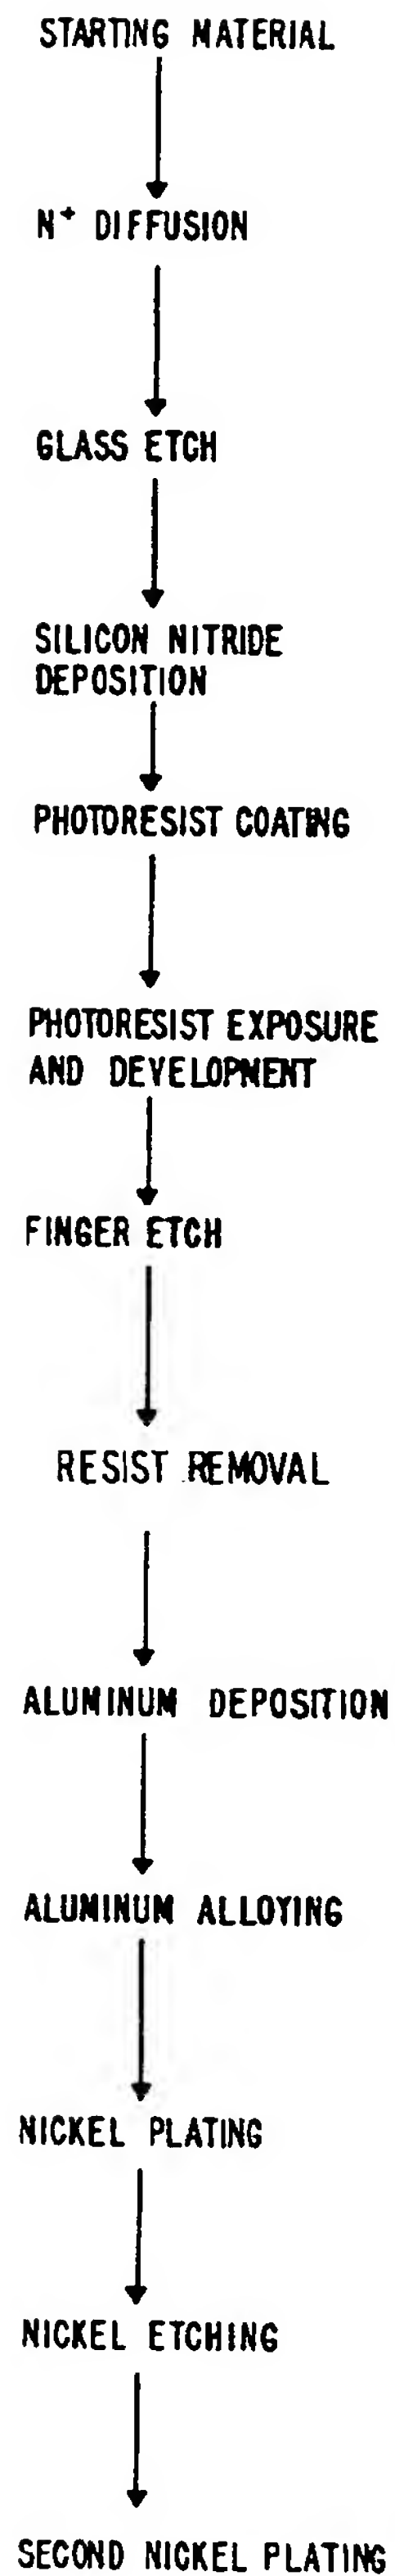 STARTING MATERIAL
N+ DIFFUSION
GLASS ETCH
SILICON NITRIDE
DEPOSITION
PHOTORESIST COATING
PHOTORESIST EXPOSURE
AND DEVELOPMENT
FINGER ETCH
RESIST REMOVAL
ALUMINUM DEPOSITION
ALUMINUM ALLOYING
NICKEL PLATING
NICKEL ETCHING
SECOND NICKEL PLATING